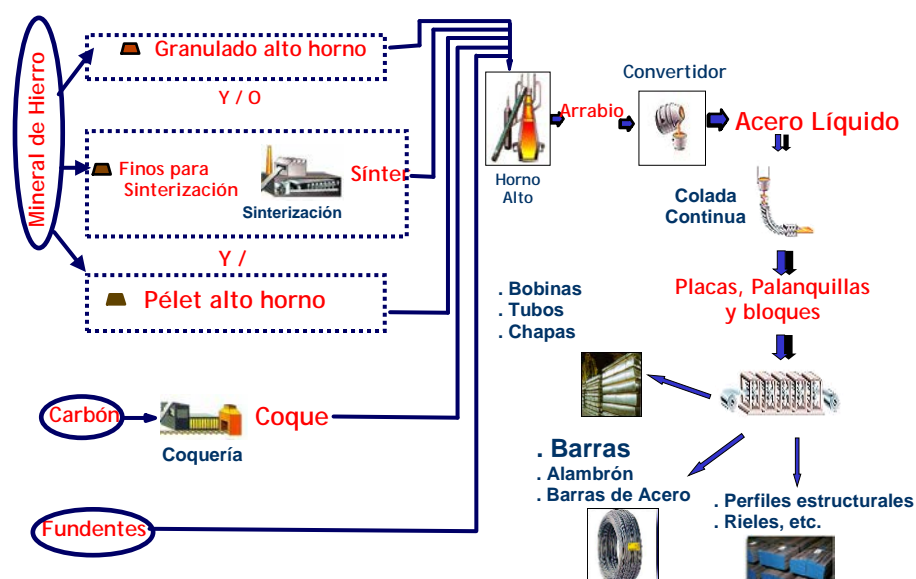 Mineral de Hierro
Granulado alto horno
Y / O
Finos para
Sinterización
Sínter
Sinterización
Y /
Pélet alto horno
Carbón
Coque
Coquería
Fundentes
Horno
Alto
Arrabio
Convertidor
Acero Líquido
Colada
Continua
Placas, Palanquillas
y bloques
. Bobinas
. Tubos
. Chapas
. Barras
. Alambrón
. Barras de Acero
. Perfiles estructurales
. Rieles, etc.